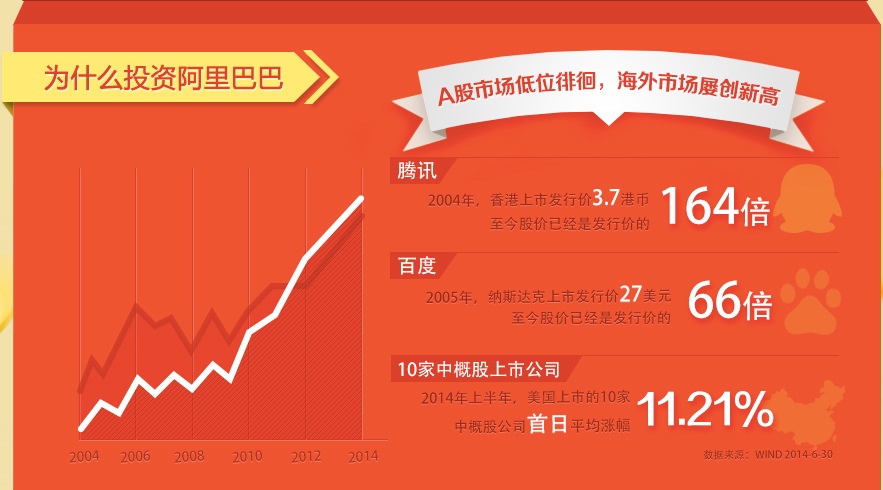 为什么投资阿里巴巴
A股市场低位徘徊，海外市场屡创新高
腾讯
2004年，香港上市发行价3.7港币
至今股价已经是发行价的
164倍
百度
2005年，纳斯达克上市发行价27美元
至今股价已经是发行价的
66倍
10家中概股上市公司
2014年上半年，美国上市的10家
中概股公司首日平均涨幅
11.21%
2004 2006 2008 2010 2012 2014
数据来源：WIND 2014-6-30